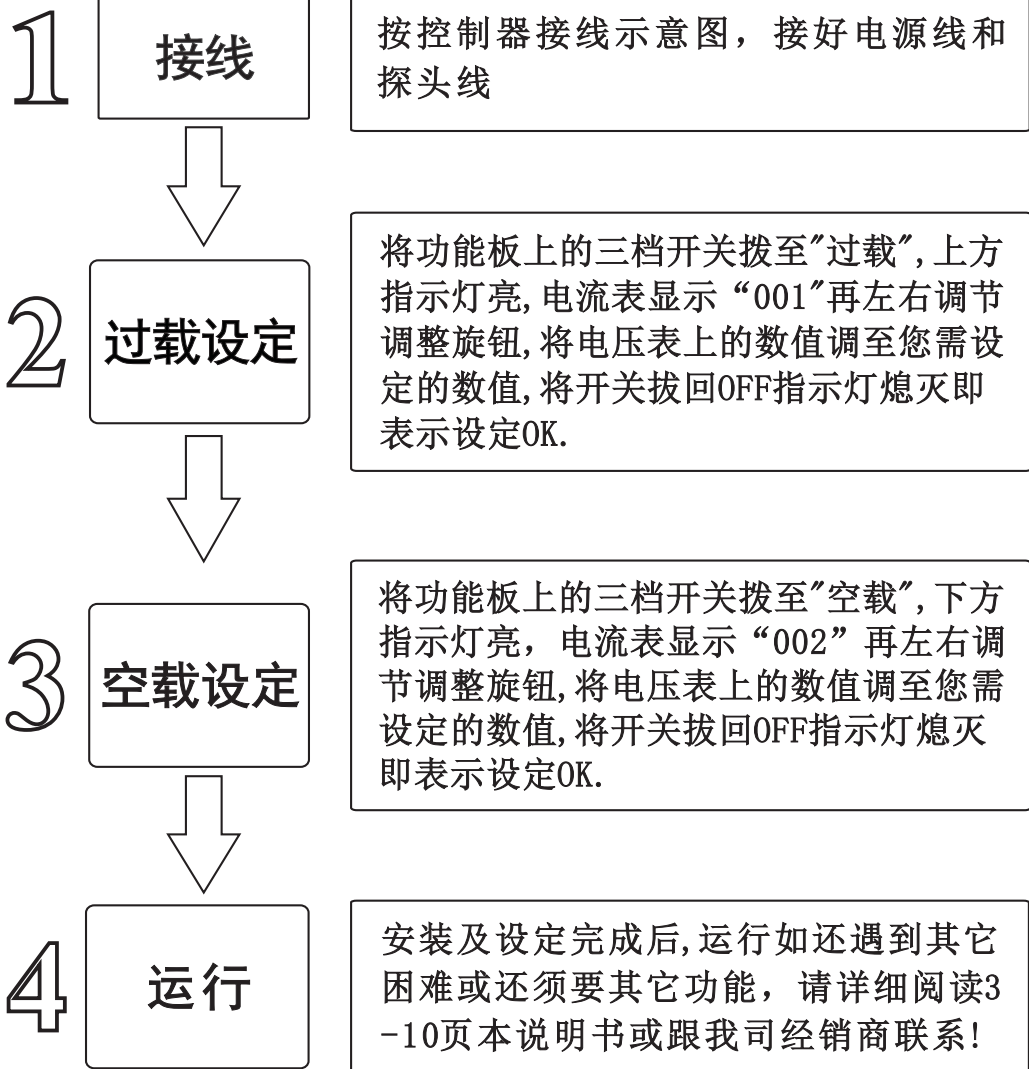 1
接线
按控制器接线示意图，接好电源线和
探头线
2
过载设定
将功能板上的三档开关拨至"过载",上方
指示灯亮,电流表显示“001"再左右调节
调整旋钮,将电压表上的数值调至您需设
定的数值,将开关拔回OFF指示灯熄灭即
表示设定OK.
3
空载设定
将功能板上的三档开关拨至"空载",下方
指示灯亮，电流表显示“002”再左右调
节调整旋钮,将电压表上的数值调至您需
设定的数值,将开关拔回OFF指示灯熄灭
即表示设定OK.
4
运行
安装及设定完成后,运行如还遇到其它
困难或还须要其它功能，请详细阅读3
-10页本说明书或跟我司经销商联系!